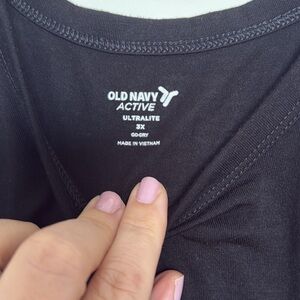 OLD NAVY
ACTIVE
ULTRALITE
3X
GO-DRY
MADE IN VIETNAM